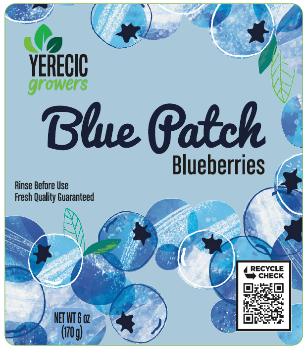 YERECIC
growers
Blue Patch
Blueberries
Rinse Before Use
Fresh Quality Guaranteed
NET WT 6 oz
(170 g)
RECYCLE
CHECK